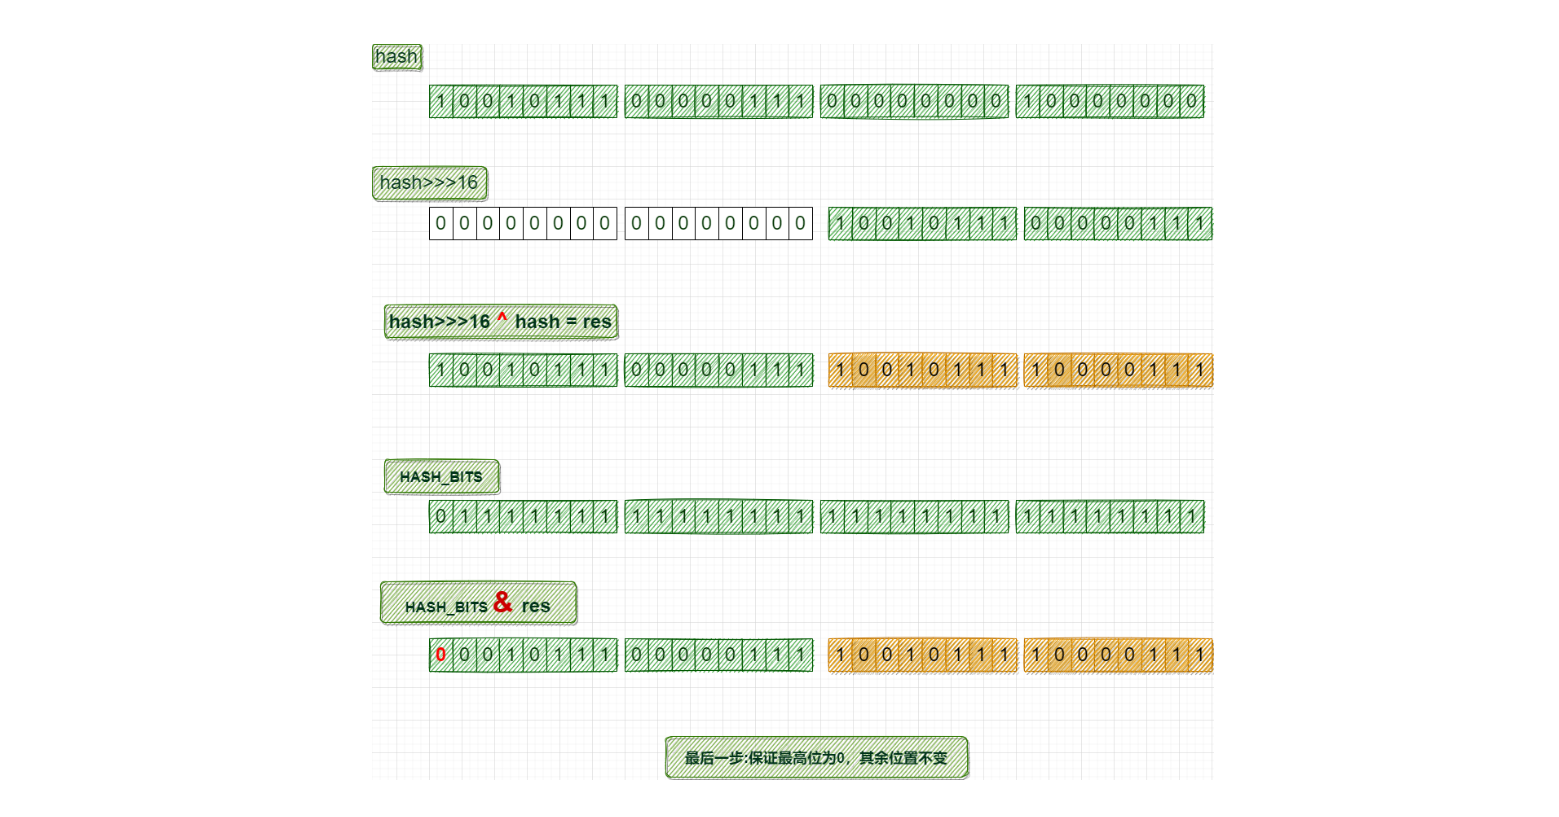 hash
1 0 0 1 0 1 1 1 0 0 0 0 0 1 1 1 0 0 0 0 0 0 0 0 1 0 0 0 0 0 0 0
hash>>>16
0 0 0 0 0 0 0 0 0 0 0 0 0 0 0 0 1 0 0 1 0 1 1 1 0 0 0 0 0 1 1 1
hash>>>16 ^ hash = res
1 0 0 1 0 1 1 1 0 0 0 0 0 1 1 1 1 0 0 1 0 1 1 1 1 0 0 0 0 1 1 1
HASH_BITS
0 1 1 1 1 1 1 1 1 1 1 1 1 1 1 1 1 1 1 1 1 1 1 1 1 1 1 1 1 1 1 1
HASH_BITS & res
0 0 0 1 0 1 1 1 0 0 0 0 0 1 1 1 1 0 0 1 0 1 1 1 1 0 0 0 0 1 1 1
最后一步:保证最高位为0，其余位置不变